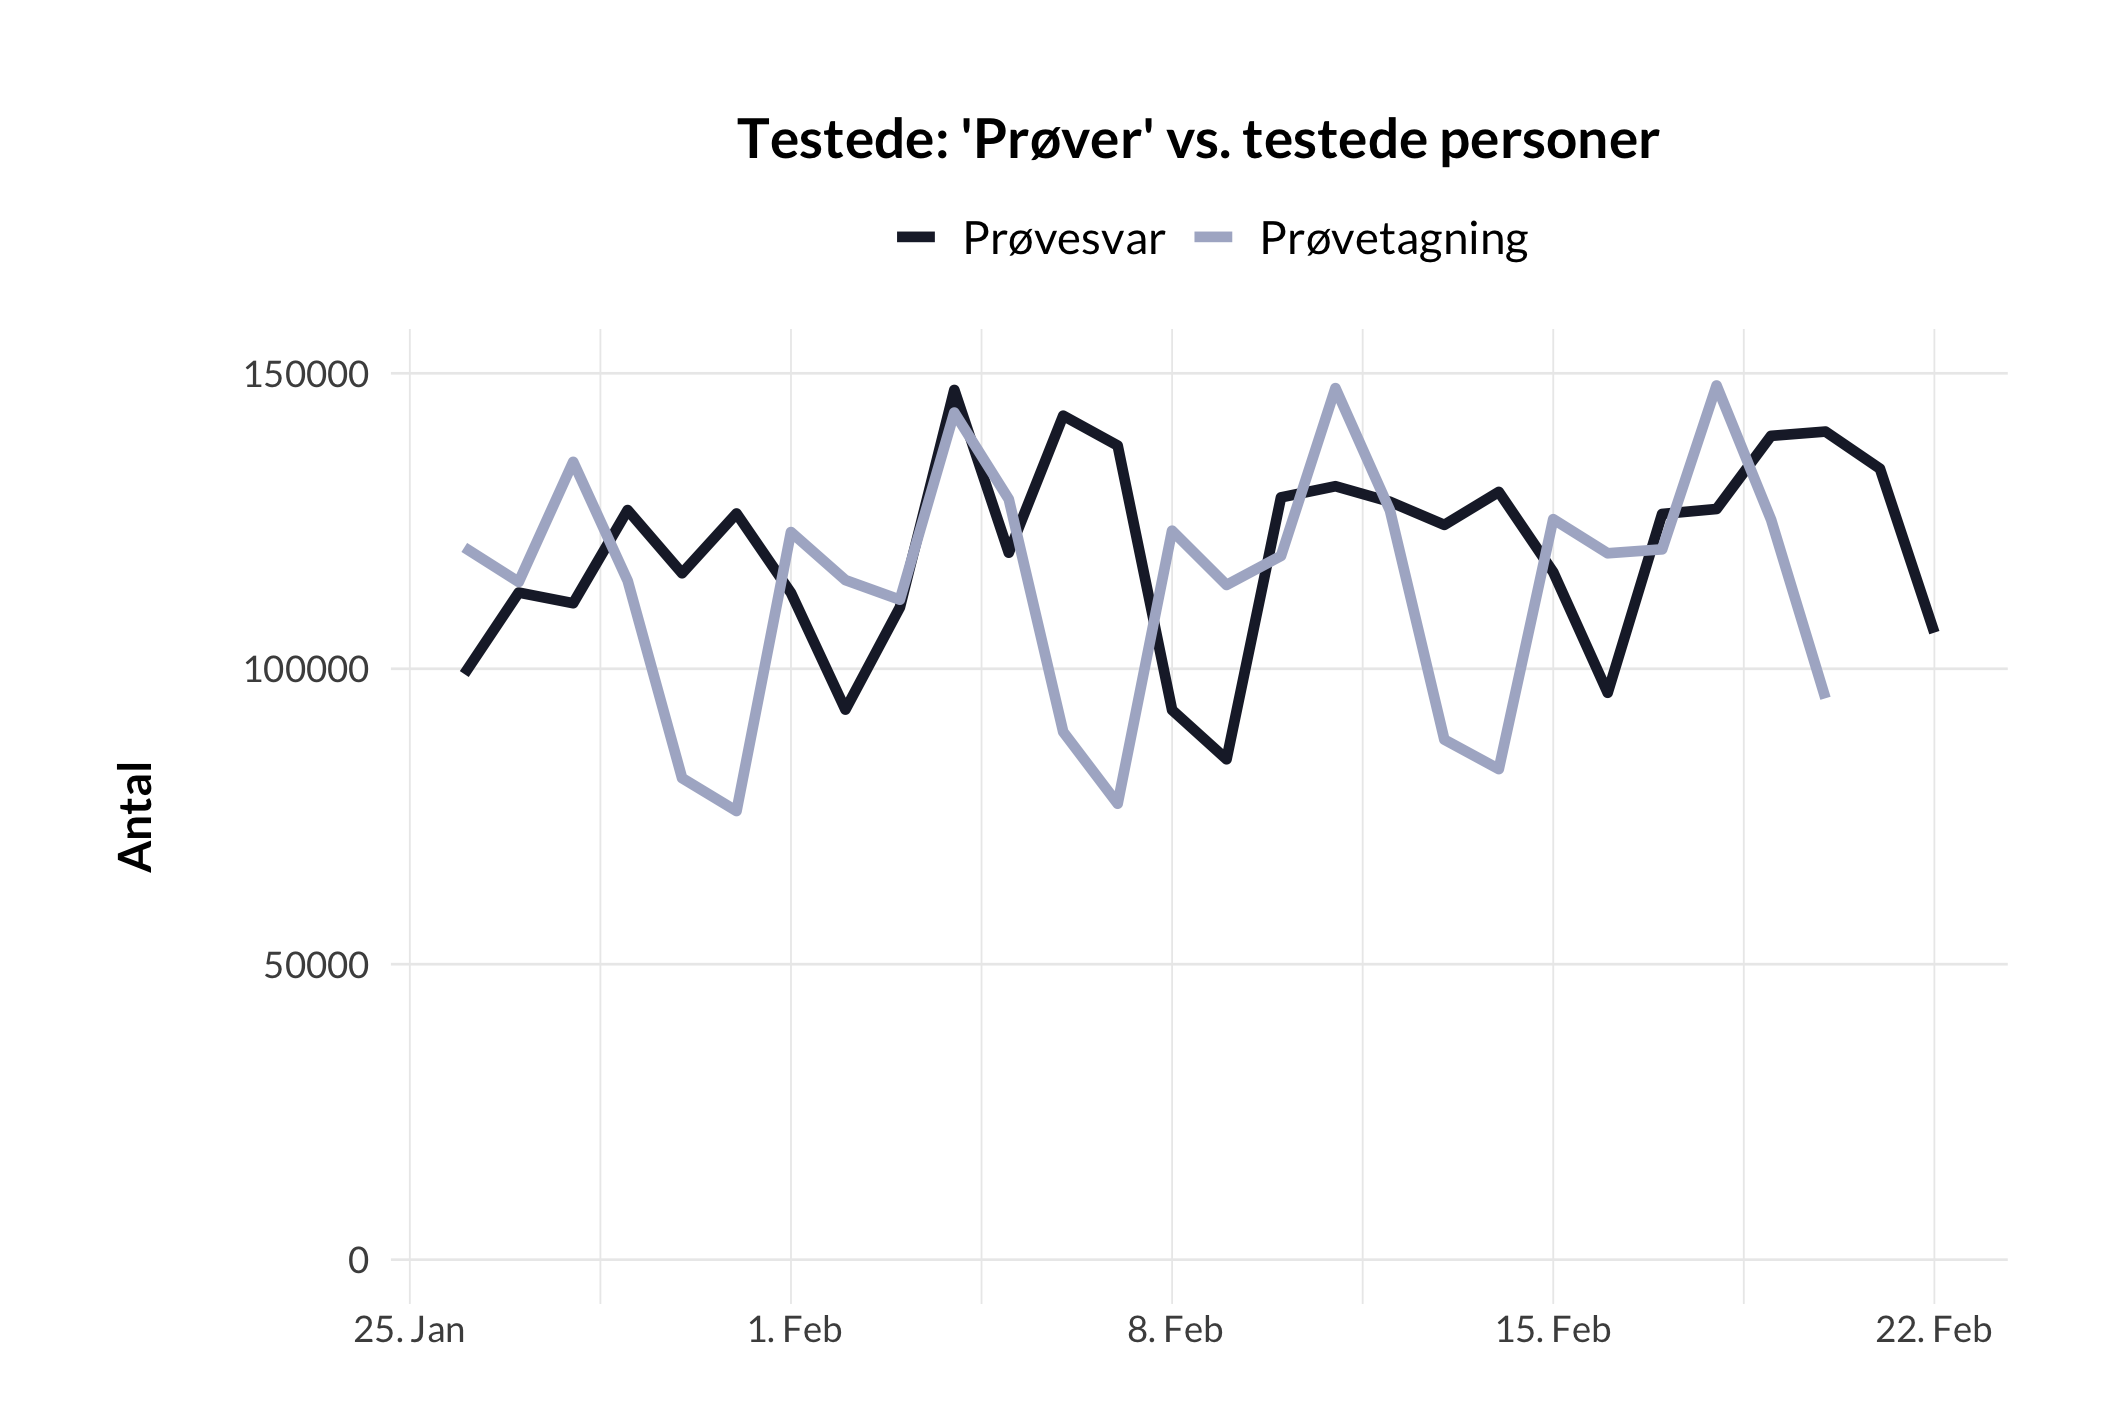 Testede: 'Prøver' vs. testede personer
Prøvesvar Prøvetagning
Antal
150000
100000
50000
0
25. Jan 1. Feb 8. Feb 15. Feb 22. Feb